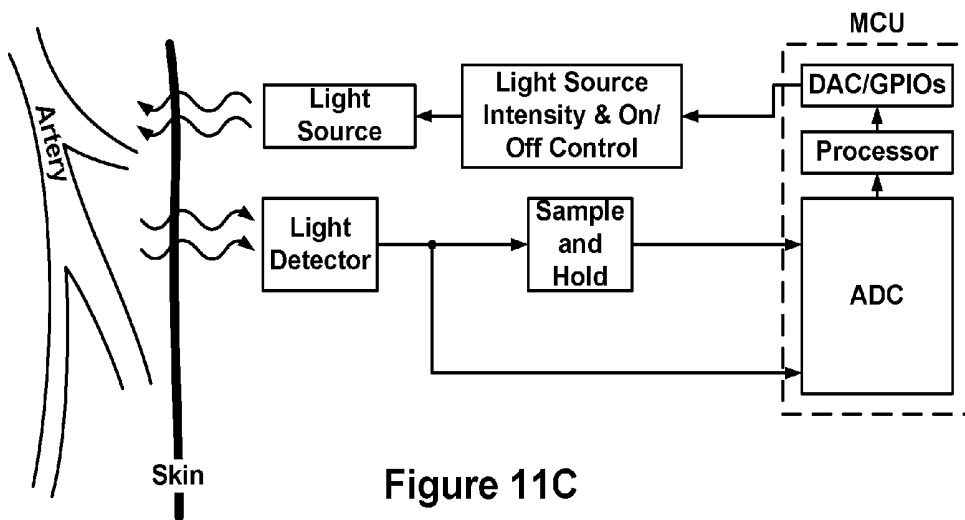 MCU
Light
Source
Light Source
Intensity & On/
Off Control
DAC/GPIOs
Processor
Artery
Light
Detector
Sample
and
Hold
ADC
Skin
Figure 11C